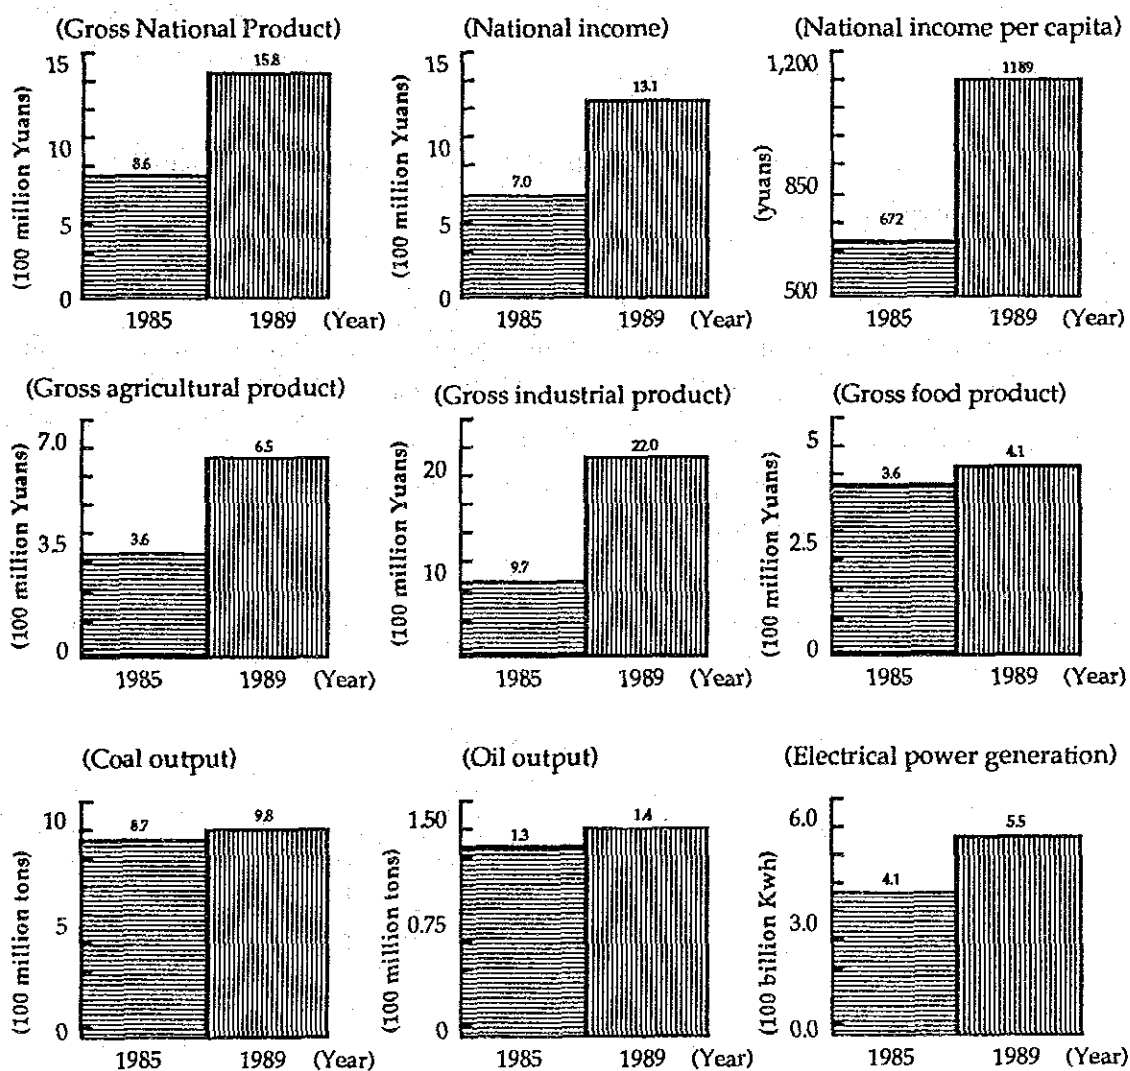 (Gross National Product)
15
10
5
0
(100 million Yuans)
8.6
15.8
1985 1989 (Year)
(National income)
15
10
5
0
(100 million Yuans)
7.0
13.1
1985 1989 (Year)
(National income per capita)
1,200
850
500
(yuans)
672
1189
1985 1989 (Year)
(Gross agricultural product)
7.0
3.5
0
(100 million Yuans)
3.6
6.5
1985 1989 (Year)
(Gross industrial product)
20
10
(100 million Yuans)
9.7
22.0
1985 1989 (Year)
(Gross food product)
5
2.5
0
(100 million Yuans)
3.6
4.1
1985 1989 (Year)
(Coal output)
10
5
0
(100 million tons)
8.7
9.8
1985 1989 (Year)
(Oil output)
1.50
0.75
0
(100 million tons)
1.3
1.4
1985 1989 (Year)
(Electrical power generation)
6.0
3.0
0.0
(100 billion Kwh)
4.1
5.5
1985 1989 (Year)